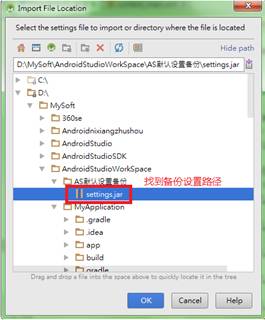 Import File Location
Select the settings file to import or directory where the file is located
Hide path
D:\MySoft\AndroidStudioWorkSpace\AS默认设置备份\settings.jar
C:\
D:\
MySoft
360se
Androidnixiangzhushou
AndroidStudio
AndroidStudioSDK
AndroidStudioWorkSpace
AS默认设置备份
找到备份设置路径
settings.jar
MyApplication
.gradle
.idea
app
build
gradle
Drag and drop a file into the space above to quickly locate it in the tree
OK
Cancel
Help